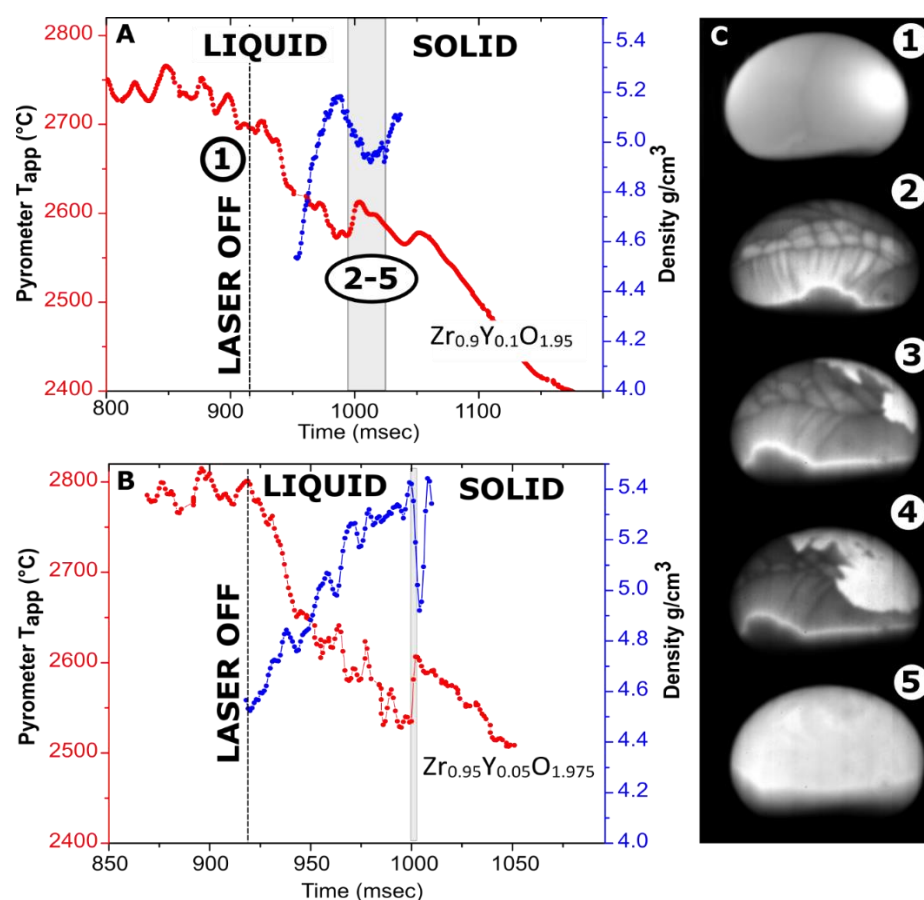 A
LIQUID
SOLID
Pyrometer Tapp (°C)
2800
2700
2600
2500
2400
5.4
5.2
5.0
4.8
4.6
4.4
4.2
4.0
Density g/cm³
1
LASER OFF
2-5
Zr₀.₉Y₀.₁O₁.₉₅
800
900
1000
1100
Time (msec)
B
LIQUID
SOLID
Pyrometer Tapp (°C)
2800
2700
2600
2500
2400
5.4
5.2
5.0
4.8
4.6
4.4
4.2
4.0
Density g/cm³
LASER OFF
Zr₀.₉₅Y₀.₀₅O₁.₉₇₅
850
900
950
1000
1050
Time (msec)
C
1
2
3
4
5